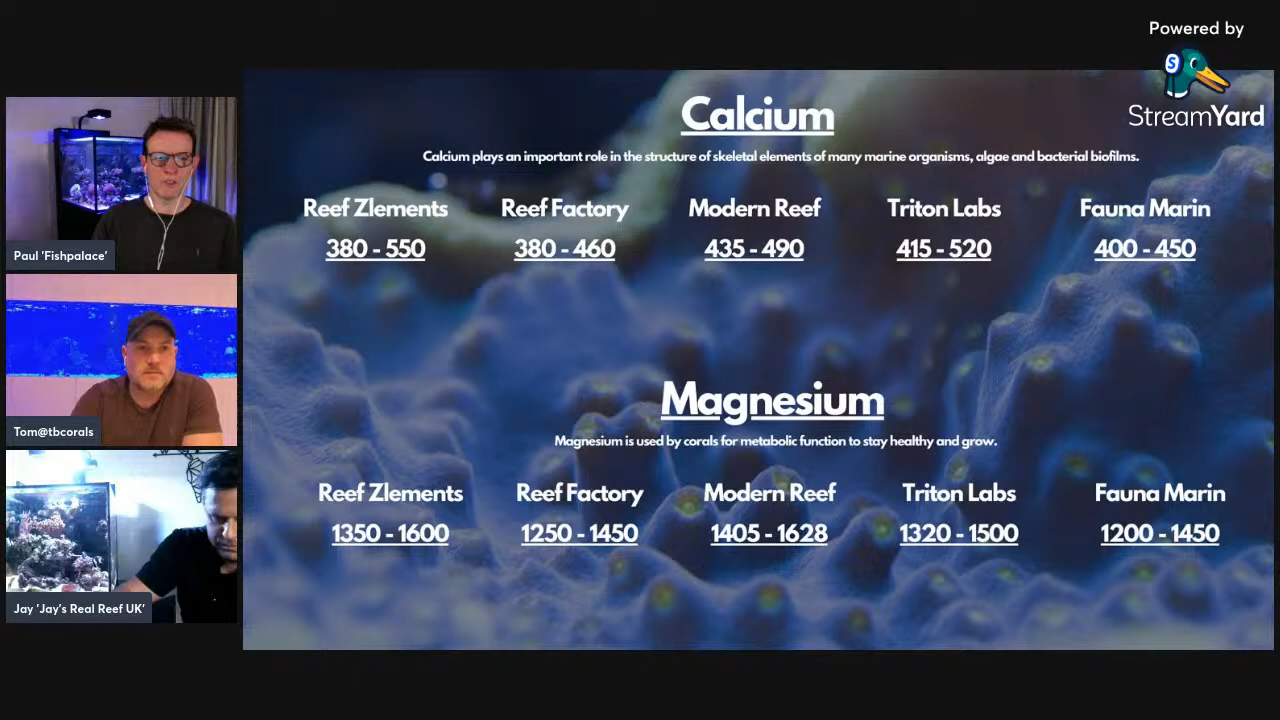 Powered by
S
StreamYard
Paul 'Fishpalace'
Tom@tbcorals
Jay 'Jay's Real Reef UK'
Calcium
Calcium plays an important role in the structure of skeletal elements of many marine organisms, algae and bacterial biofilms.
Reef Zlements Reef Factory Modern Reef Triton Labs Fauna Marin
380 - 550 380 - 460 435 - 490 415 - 520 400 - 450
Magnesium
Magnesium is used by corals for metabolic function to stay healthy and grow.
Reef Zlements Reef Factory Modern Reef Triton Labs Fauna Marin
1350 - 1600 1250 - 1450 1405 - 1628 1320 - 1500 1200 - 1450